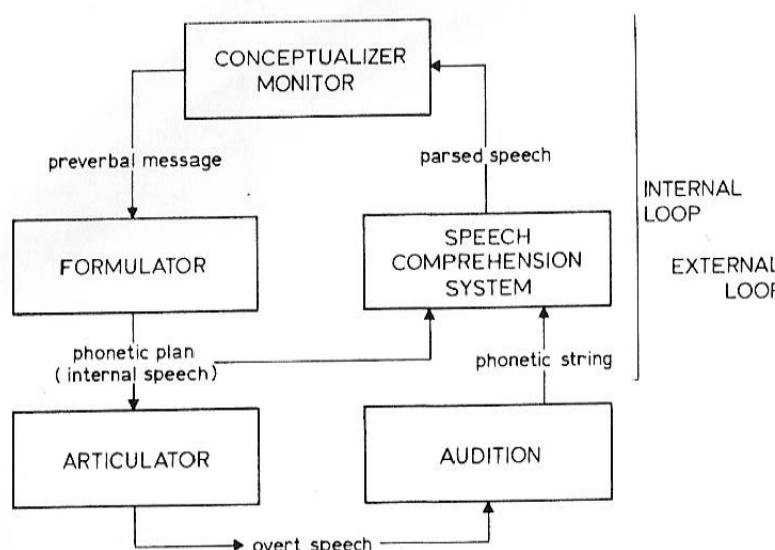 CONCEPTUALIZER
MONITOR
preverbal message
parsed speech
FORMULATOR
SPEECH
COMPREHENSION
SYSTEM
INTERNAL
LOOP
EXTERNAL
LOOP
phonetic plan
(internal speech)
phonetic string
ARTICULATOR
AUDITION
overt speech